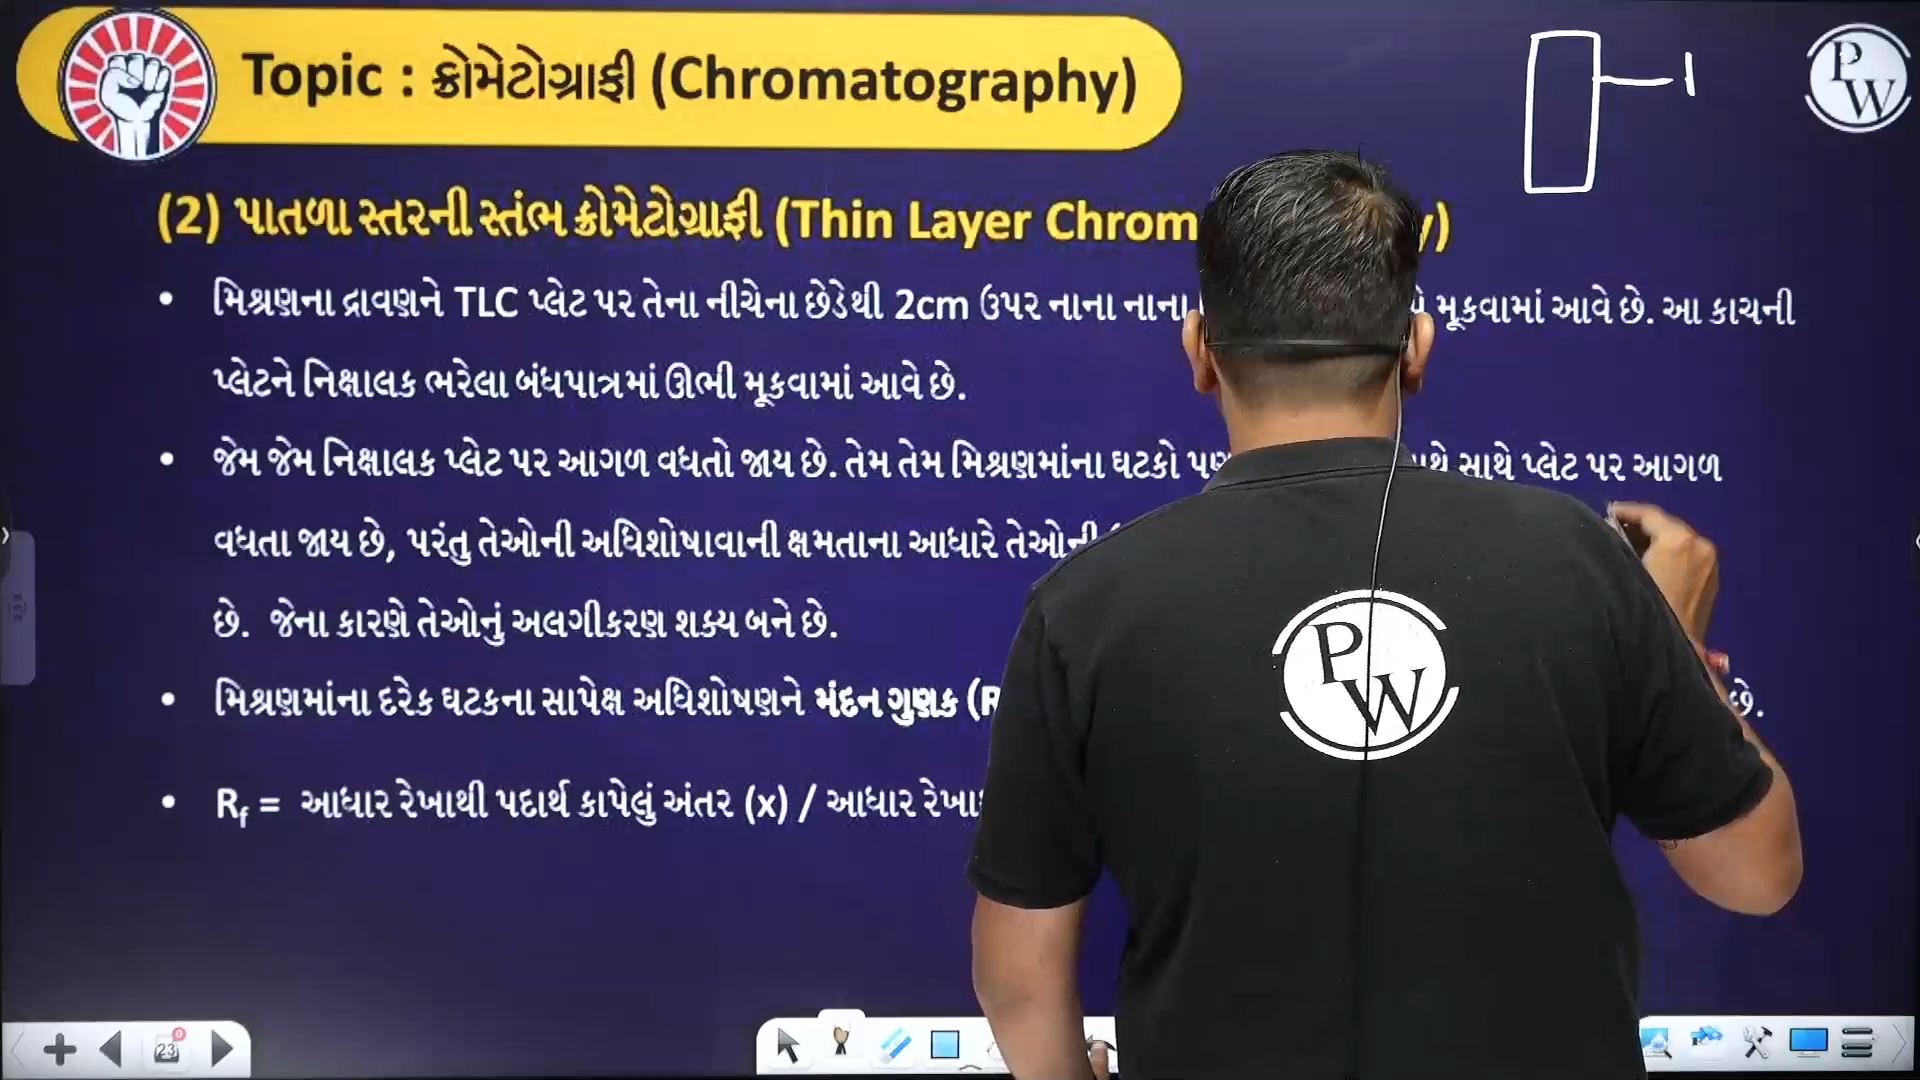 Topic : ક્રોમેટોગ્રાફી (Chromatography)
PW
(2) પાતળા સ્તરની સ્તંભ ક્રોમેટોગ્રાફી (Thin Layer Chrom y)
• મિશ્રણના દ્રાવણને TLC પ્લેટ પર તેના નીચેના છેડેથી 2cm ઉપર નાના નાના મૂકવામાં આવે છે. આ કાચની
પ્લેટને નિક્ષાલક ભરેલા બંધપાત્રમાં ઊભી મૂકવામાં આવે છે.
• જેમ જેમ નિક્ષાલક પ્લેટ પર આગળ વધતો જાય છે. તેમ તેમ મિશ્રણમાંના ઘટકો પણ સાથે પ્લેટ પર આગળ
વધતા જાય છે, પરંતુ તેઓની અધિશોષાવાની ક્ષમતાના આધારે તેઓની
છે. જેના કારણે તેઓનું અલગીકરણ શક્ય બને છે.
• મિશ્રણમાંના દરેક ઘટકના સાપેક્ષ અધિશોષણને મંદન ગુણક (R છે.
• Rf = આધાર રેખાથી પદાર્થ કાપેલું અંતર (x) / આધાર
PW
23